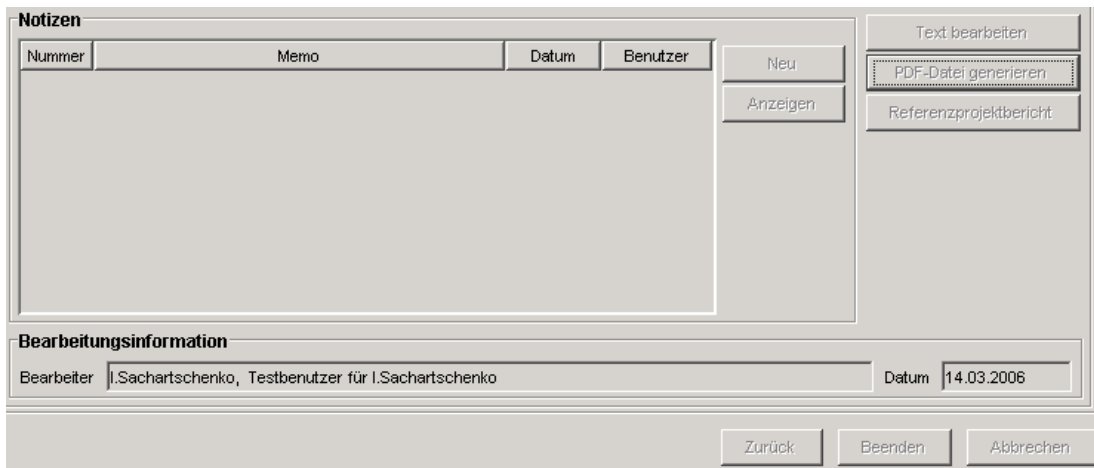 Notizen
Nummer Memo Datum Benutzer
Neu
Anzeigen
Text bearbeiten
PDF-Datei generieren
Referenzprojektbericht
Bearbeitungsinformation
Bearbeiter I.Sachartschenko, Testbenutzer für I.Sachartschenko Datum 14.03.2006
Zurück Beenden Abbrechen